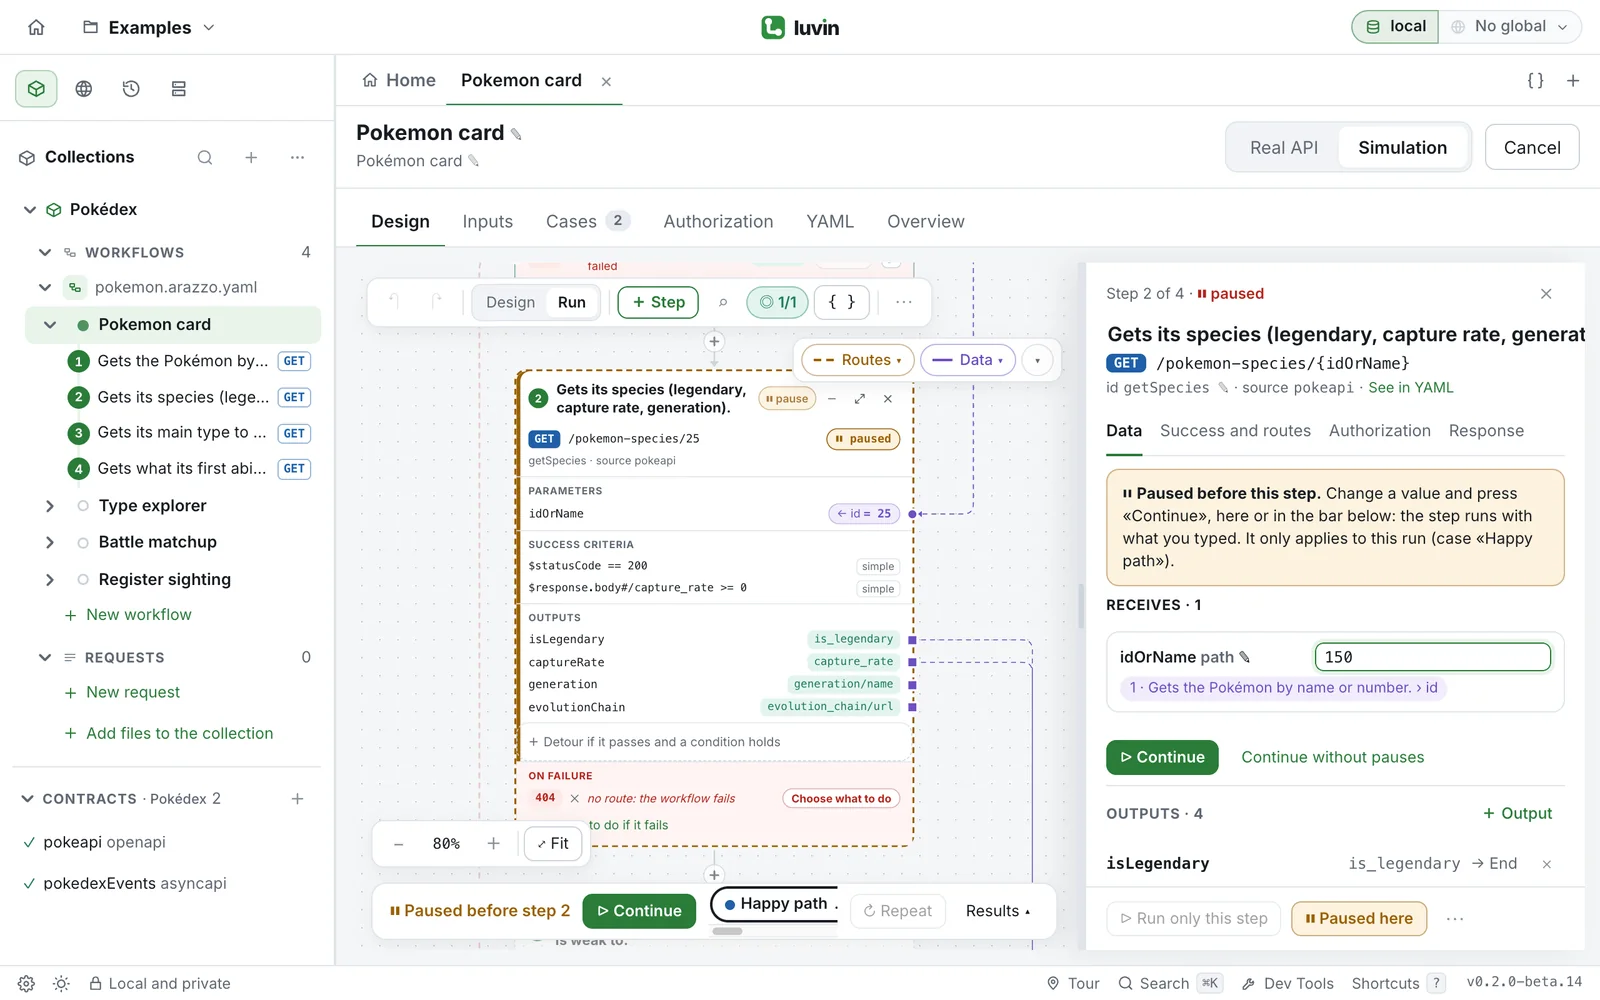 Examples
luvin
local
No global
Home
Pokemon card
{} +
Collections
Pokemon card
Pokémon card
Real API
Simulation
Cancel
Pokédex
Design
Inputs
Cases 2
Authorization
YAML
Overview
WORKFLOWS 4
pokemon.arazzo.yaml
Pokemon card
1 Gets the Pokémon by... GET
2 Gets its species (lege... GET
3 Gets its main type to ... GET
4 Gets what its first abi... GET
Type explorer
Battle matchup
Register sighting
+ New workflow
REQUESTS 0
+ New request
+ Add files to the collection
CONTRACTS · Pokédex 2
pokeapi openapi
pokedexEvents asyncapi
failed
Design
Run
+ Step
1/1
{ }
...
Routes
Data
2 Gets its species (legendary,
capture rate, generation).
pause
GET /pokemon-species/25
paused
getSpecies · source pokeapi
PARAMETERS
idOrName
← id = 25
SUCCESS CRITERIA
$statusCode == 200 simple
$response.body#/capture_rate >= 0 simple
OUTPUTS
isLegendary is_legendary
captureRate capture_rate
generation generation/name
evolutionChain evolution_chain/url
+ Detour if it passes and a condition holds
ON FAILURE
404 × no route: the workflow fails
Choose what to do
to do if it fails
− 80% +
Fit
Paused before step 2
Continue
Happy path .
Repeat
Results
is weak to.
Step 2 of 4 · paused
Gets its species (legendary, capture rate, generat
GET /pokemon-species/{idOrName}
id getSpecies · source pokeapi · See in YAML
Data
Success and routes
Authorization
Response
Paused before this step. Change a value and press
«Continue», here or in the bar below: the step runs with
what you typed. It only applies to this run (case «Happy
path»).
RECEIVES · 1
idOrName path
150
1 · Gets the Pokémon by name or number. › id
Continue
Continue without pauses
OUTPUTS · 4
+ Output
isLegendary
is_legendary → End ×
Run only this step
Paused here
...
Local and private
Tour
Search ⌘K
Dev Tools
Shortcuts ?
v0.2.0-beta.14